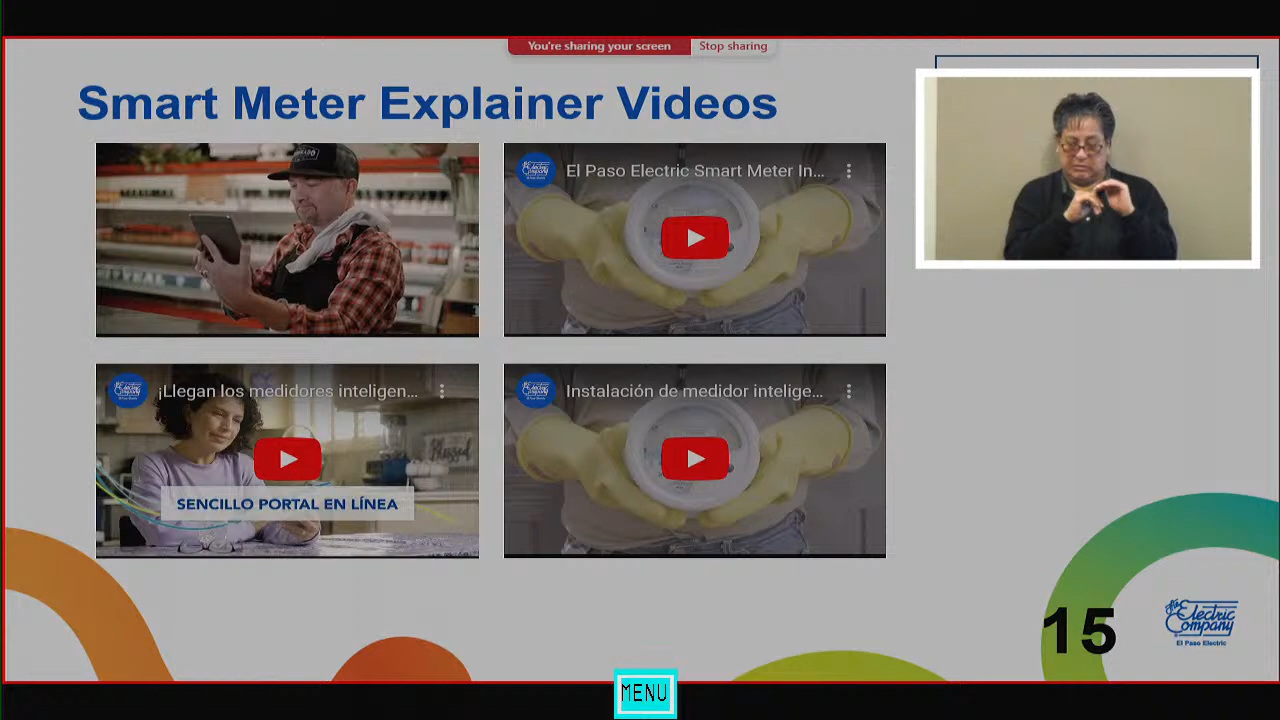 You're sharing your screen
Stop sharing
Smart Meter Explainer Videos
El Paso Electric Smart Meter In...
¡Llegan los medidores inteligen...
SENCILLO PORTAL EN LÍNEA
Instalación de medidor intelige...
15
The Electric Company
El Paso Electric
MENU